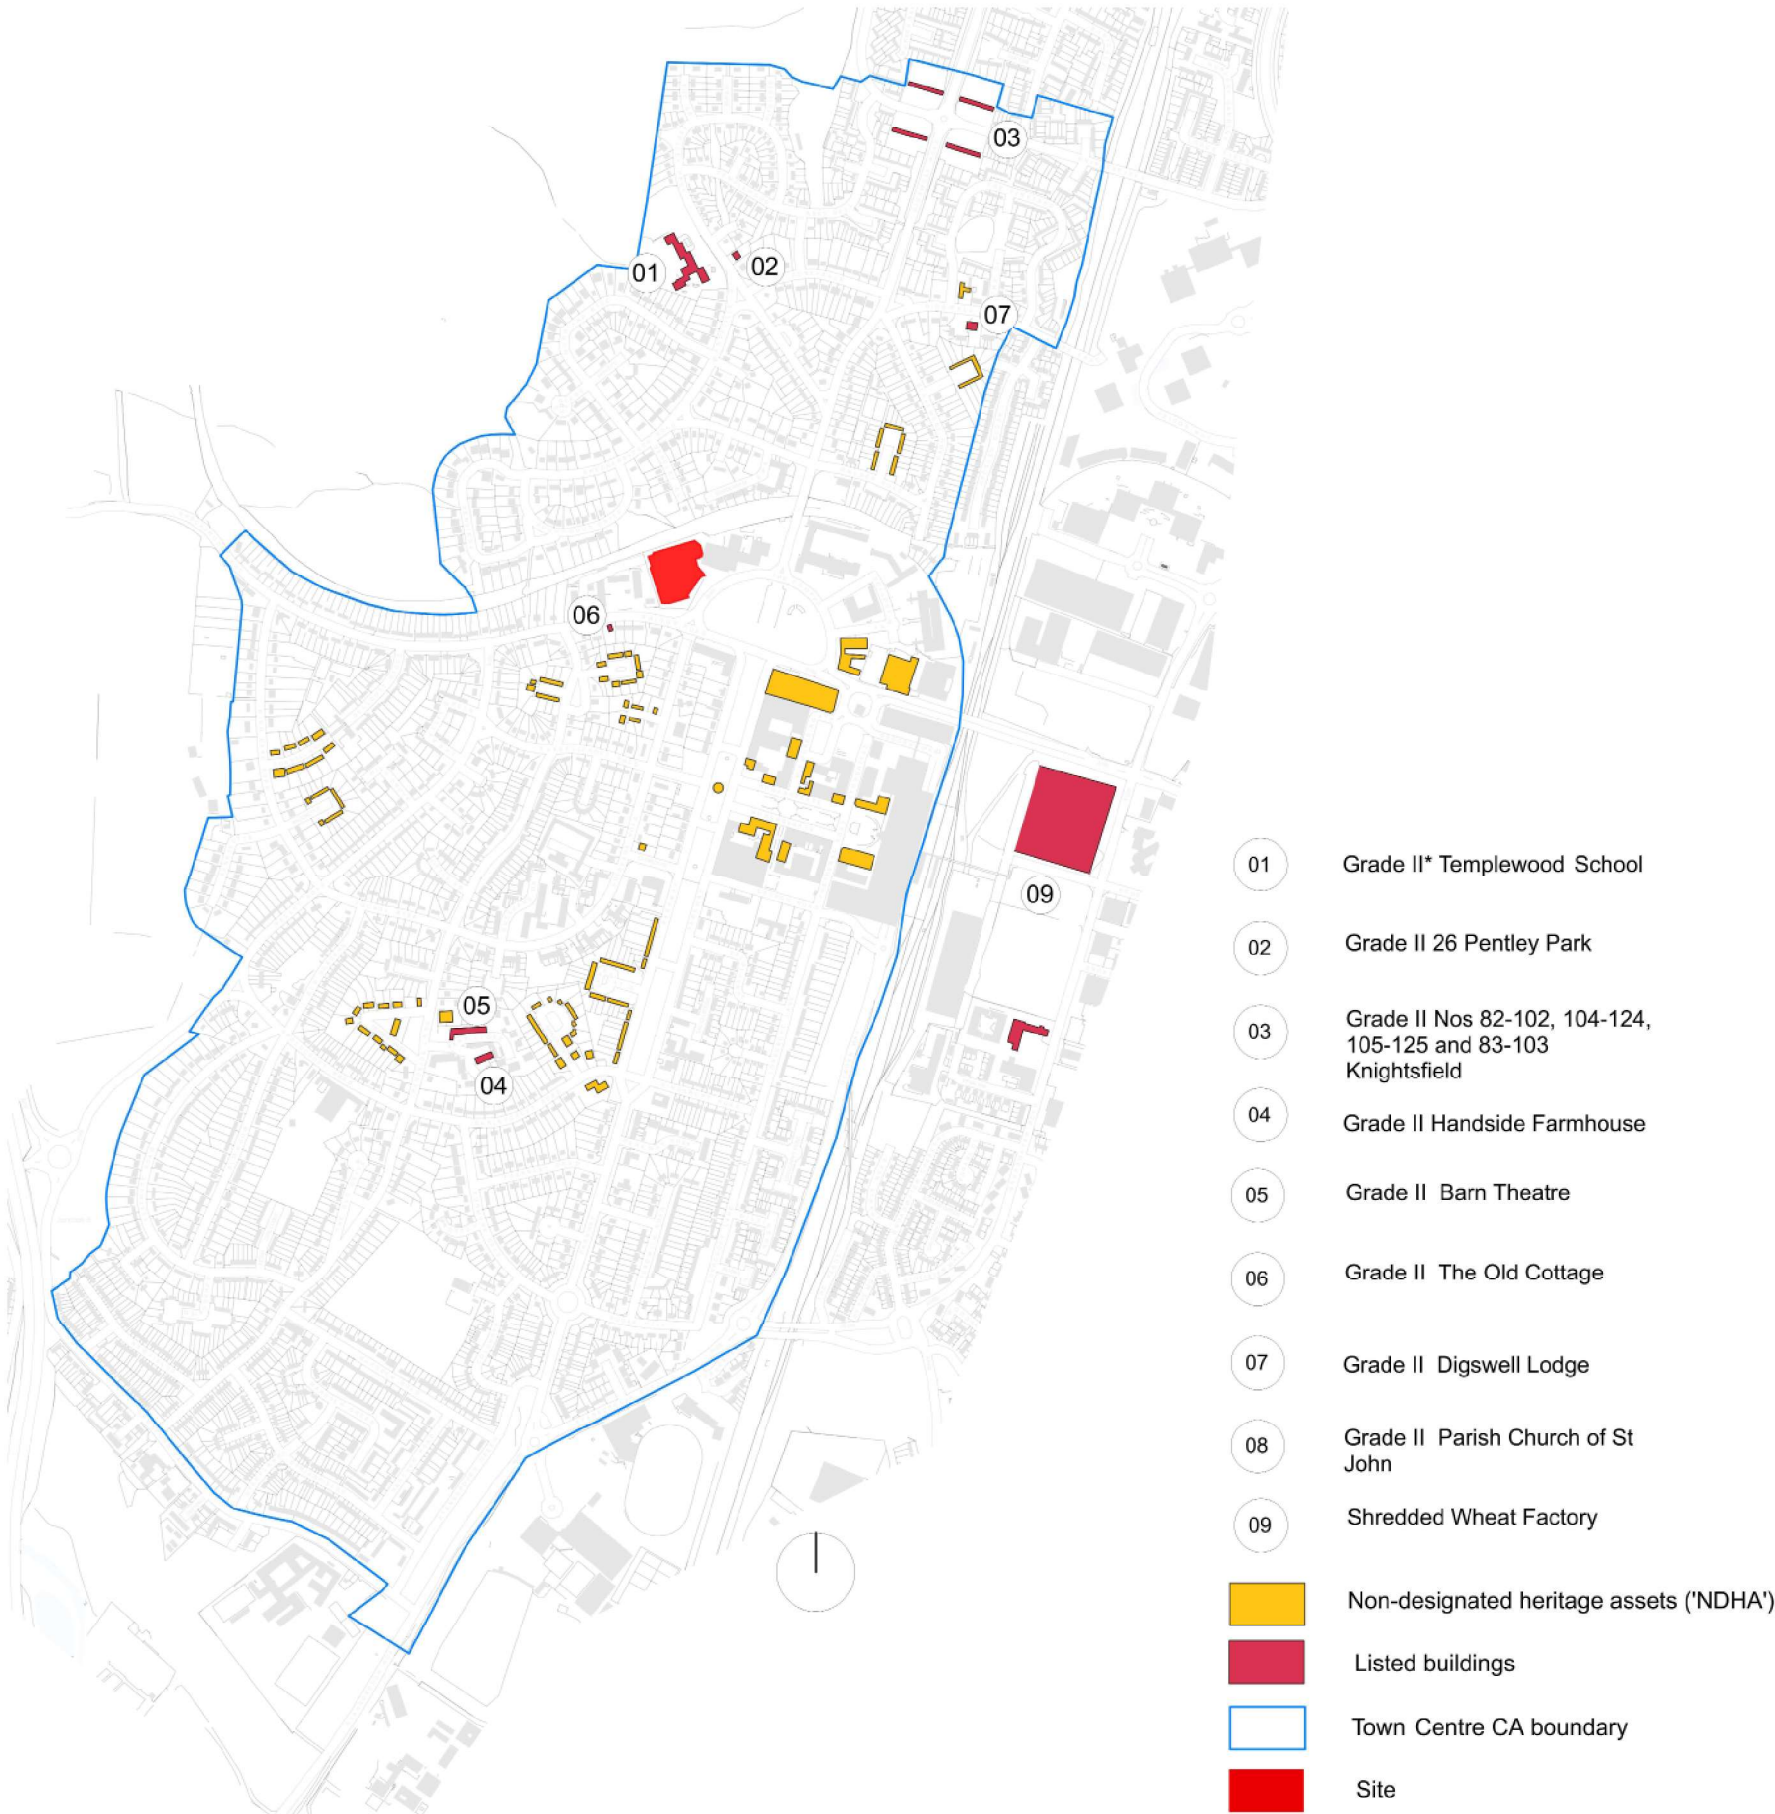 03
01
02
07
06
09
05
04
01 Grade II* Templewood School
02 Grade II 26 Pentley Park
03 Grade II Nos 82-102, 104-124,
105-125 and 83-103
Knightsfield
04 Grade II Handside Farmhouse
05 Grade II Barn Theatre
06 Grade II The Old Cottage
07 Grade II Digswell Lodge
08 Grade II Parish Church of St
John
09 Shredded Wheat Factory
Non-designated heritage assets ('NDHA')
Listed buildings
Town Centre CA boundary
Site